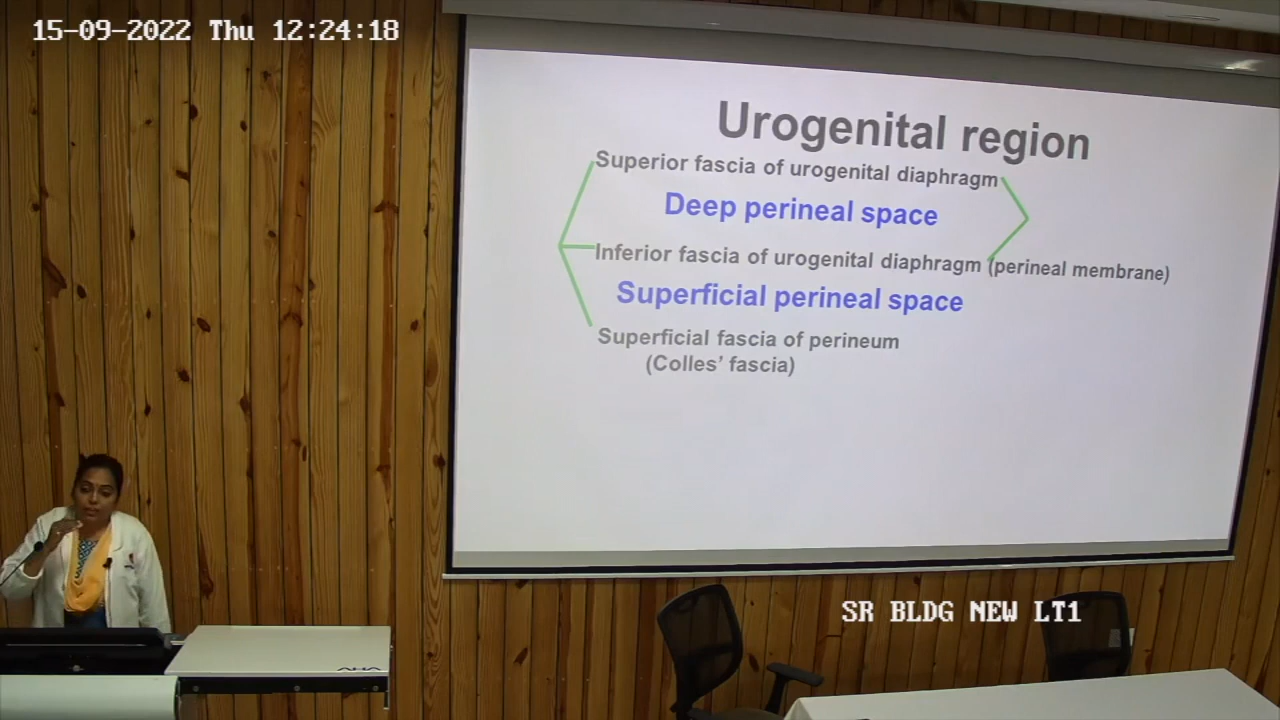 15-09-2022 Thu 12:24:18
Urogenital region
Superior fascia of urogenital diaphragm
Deep perineal space
Inferior fascia of urogenital diaphragm (perineal membrane)
Superficial perineal space
Superficial fascia of perineum
(Colles’ fascia)
SR BLDG NEW LT1